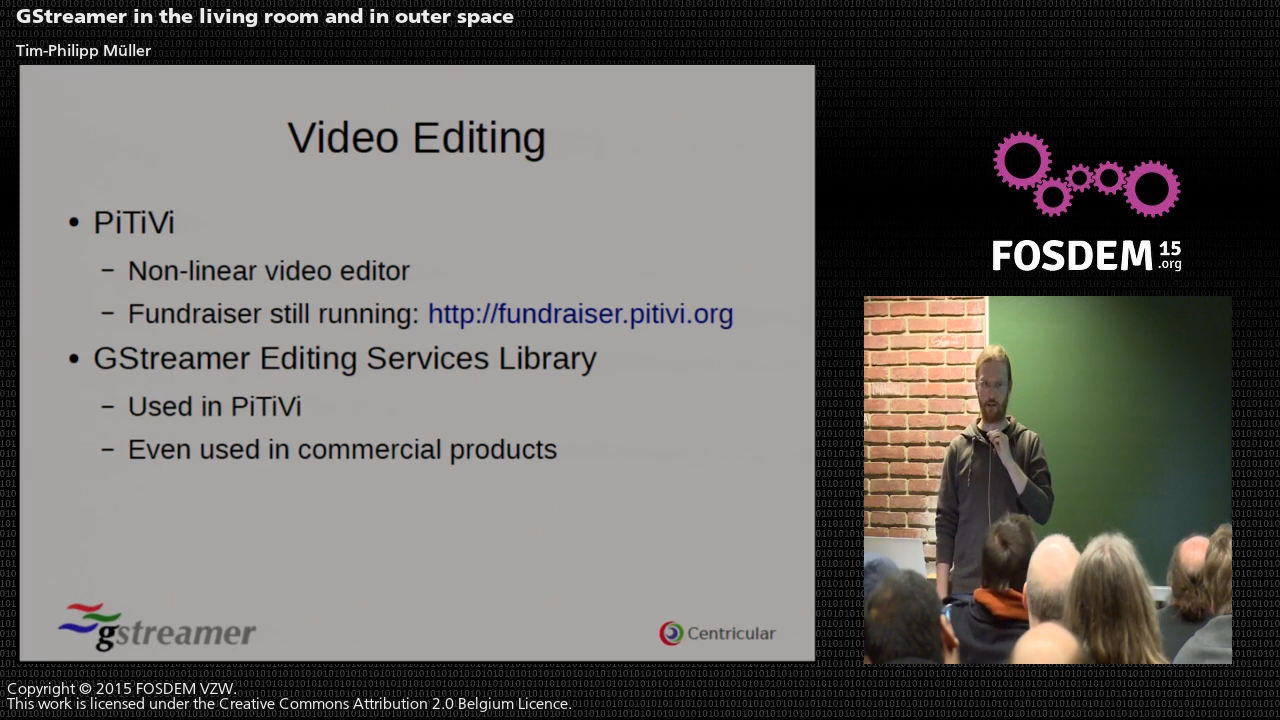 GStreamer in the living room and in outer space
Tim-Philipp Müller
Video Editing
• PiTiVi
– Non-linear video editor
– Fundraiser still running: http://fundraiser.pitivi.org
• GStreamer Editing Services Library
– Used in PiTiVi
– Even used in commercial products
gstreamer
Centricular
FOSDEM 15
.org
Copyright © 2015 FOSDEM VZW.
This work is licensed under the Creative Commons Attribution 2.0 Belgium Licence.